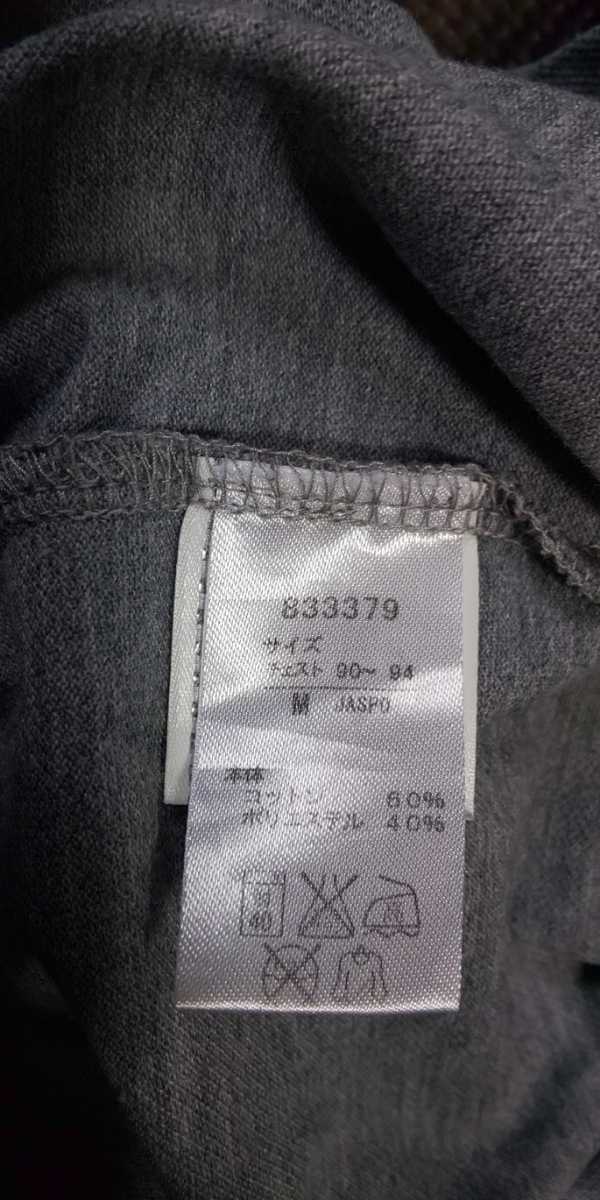 833379
サイズ
チェスト 90～ 94
M JASPO
本体
コットン 60%
ポリエステル 40%
40